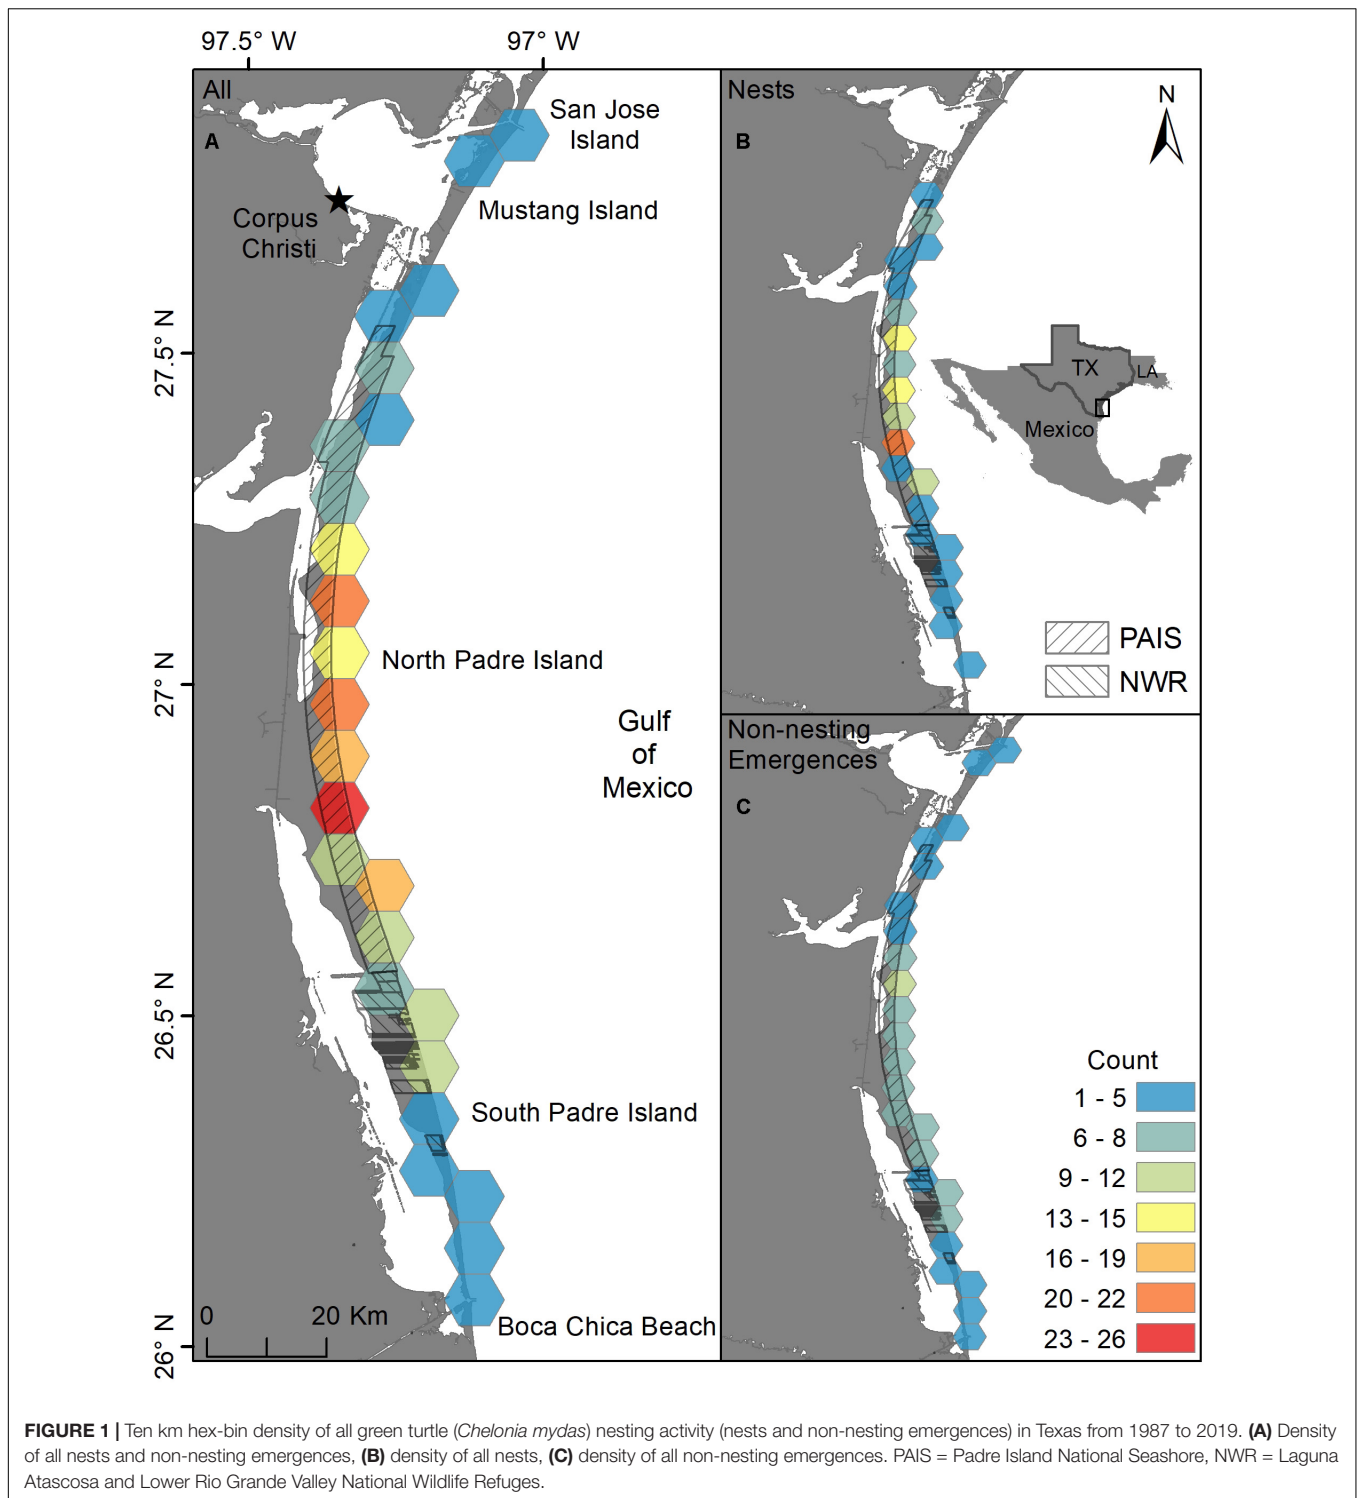 97.5° W
97° W
All
A
San Jose
Island
Mustang Island
Corpus
Christi
27.5° N
27° N
26.5° N
26° N
North Padre Island
Gulf
of
Mexico
South Padre Island
Boca Chica Beach
0
20 Km
Nests
B
N
TX
LA
Mexico
PAIS
NWR
Non-nesting
Emergences
C
Count
1 - 5
6 - 8
9 - 12
13 - 15
16 - 19
20 - 22
23 - 26
FIGURE 1 | Ten km hex-bin density of all green turtle (Chelonia mydas) nesting activity (nests and non-nesting emergences) in Texas from 1987 to 2019. (A) Density
of all nests and non-nesting emergences, (B) density of all nests, (C) density of all non-nesting emergences. PAIS = Padre Island National Seashore, NWR = Laguna
Atascosa and Lower Rio Grande Valley National Wildlife Refuges.